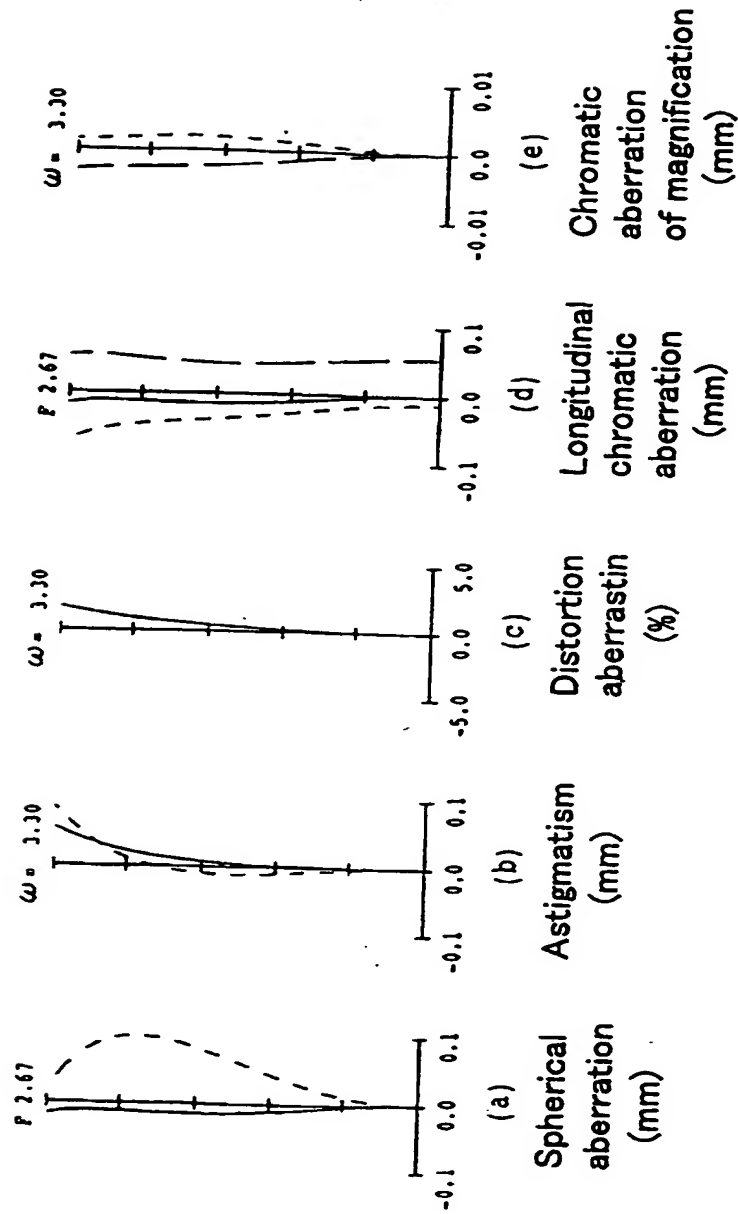 F 2.67
-0.1 0.0 0.1
(a)
Spherical
aberration
(mm)
ω= 3.30
-0.1 0.0 0.1
(b)
Astigmatism
(mm)
ω= 3.30
-5.0 0.0 5.0
(c)
Distortion
aberrastin
(%)
F 2.67
-0.1 0.0 0.1
(d)
Longitudinal
chromatic
aberration
(mm)
ω= 3.30
-0.01 0.0 0.01
(e)
Chromatic
aberration
of magnification
(mm)